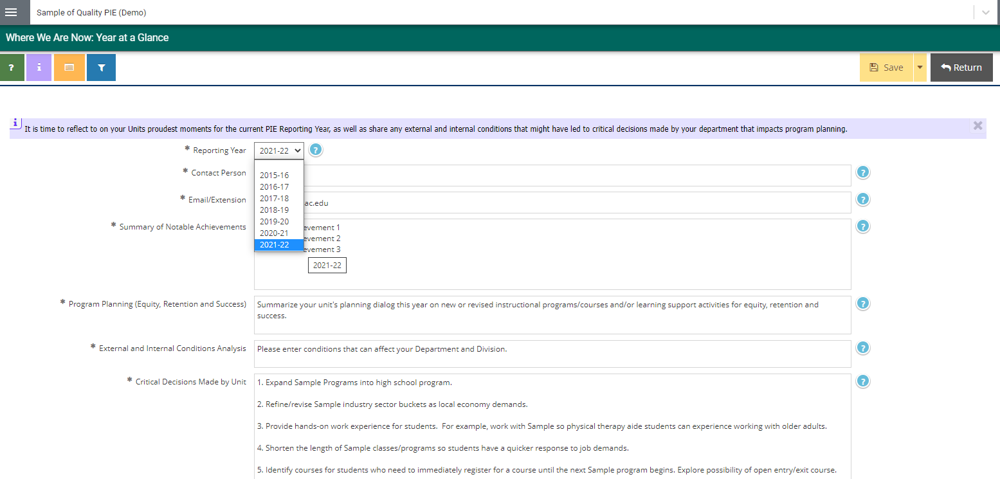 Sample of Quality PIE (Demo)
Where We Are Now: Year at a Glance
? i Save Return
i
It is time to reflect to on your Units proudest moments for the current PIE Reporting Year, as well as share any external and internal conditions that might have led to critical decisions made by your department that impacts program planning.
* Reporting Year 2021-22 ?
2015-16
2016-17
2017-18
2018-19
2019-20
2020-21
2021-22
* Contact Person ?
* Email/Extension ac.edu ?
* Summary of Notable Achievements evement 1 ?
evement 2
evement 3
2021-22
* Program Planning (Equity, Retention and Success) Summarize your unit's planning dialog this year on new or revised instructional programs/courses and/or learning support activities for equity, retention and ?
success.
* External and Internal Conditions Analysis Please enter conditions that can affect your Department and Division. ?
* Critical Decisions Made by Unit 1. Expand Sample Programs into high school program. ?
2. Refine/revise Sample industry sector buckets as local economy demands.
3. Provide hands-on work experience for students.  For example, work with Sample so physical therapy aide students can experience working with older adults.
4. Shorten the length of Sample classes/programs so students have a quicker response to job demands.
5. Identify courses for students who need to immediately register for a course until the next Sample program begins. Explore possibility of open entry/exit course.